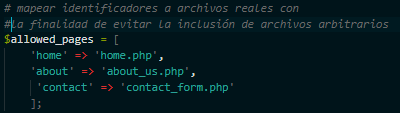 # mapear identificadores a archivos reales con
#la finalidad de evitar la inclusión de archivos arbitrarios
$allowed_pages = [
    'home' => 'home.php',
    'about' => 'about_us.php',
     'contact' => 'contact_form.php'
    ];